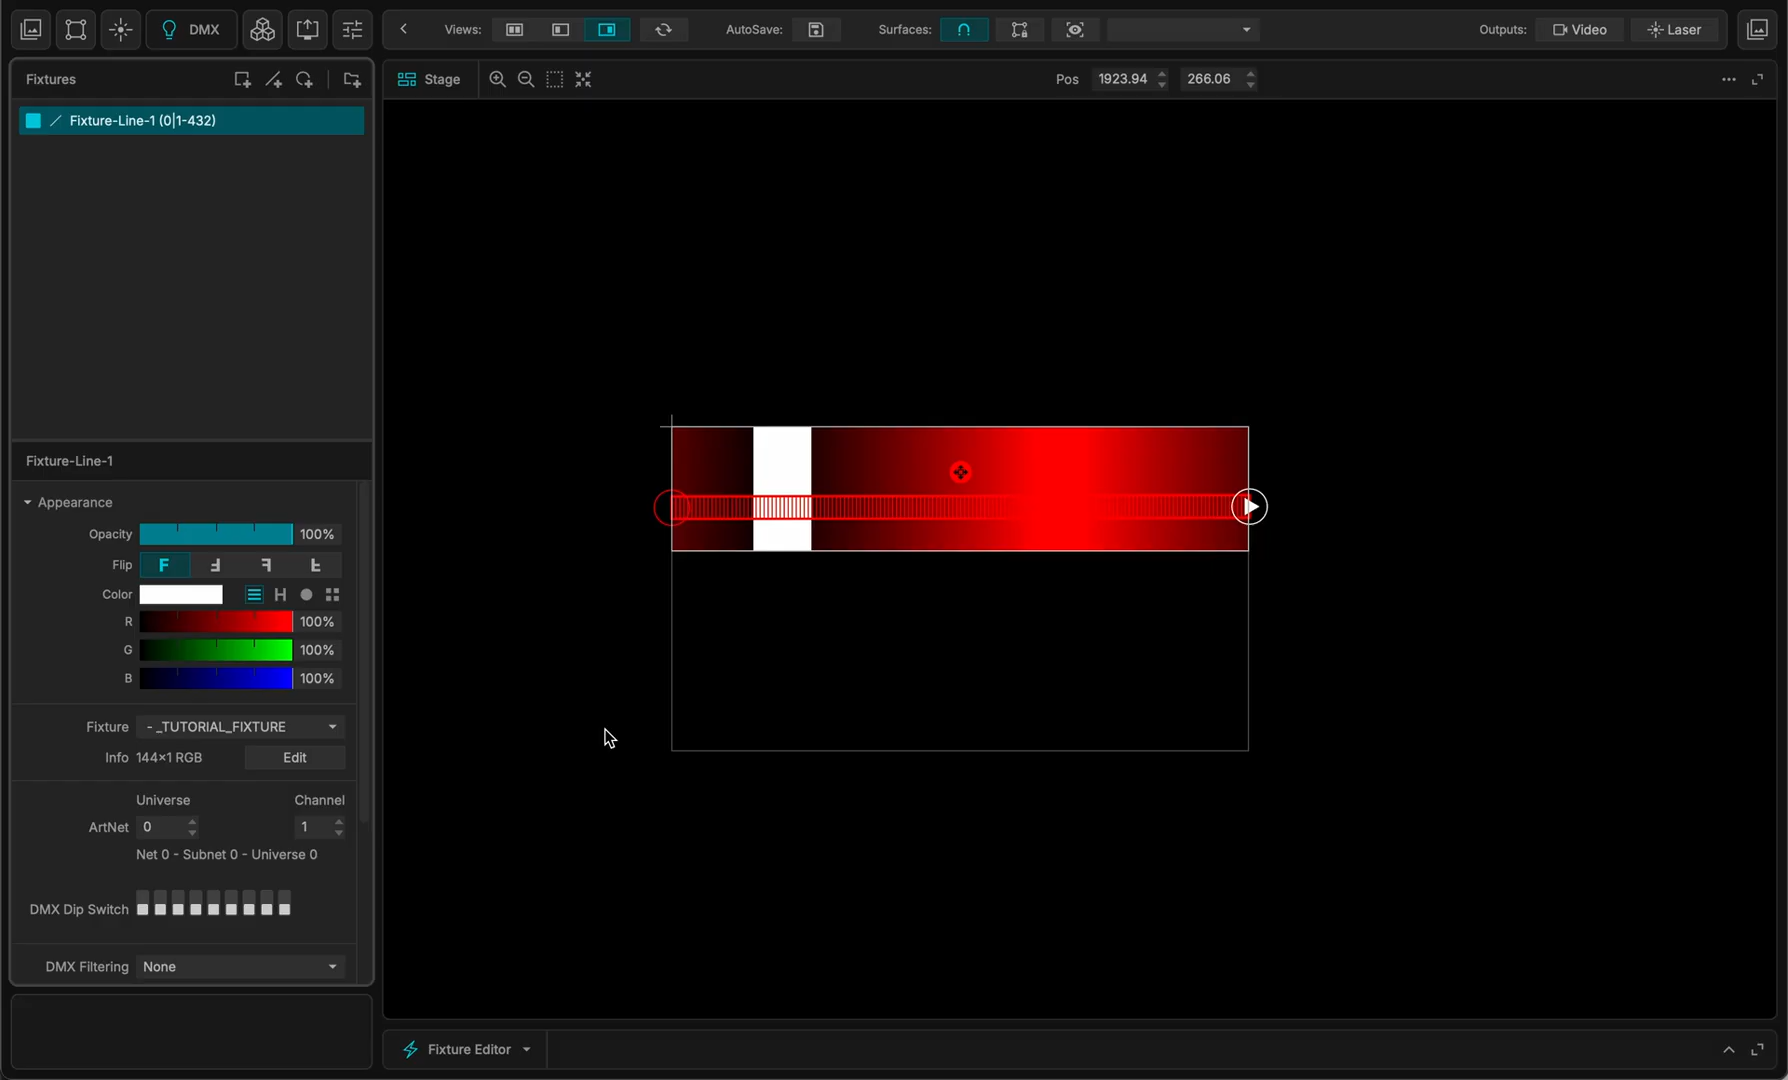 DMX
Views:
AutoSave:
Surfaces:
Outputs:
Video
Laser
Fixtures
Stage
Pos
1923.94
266.06
Fixture-Line-1 (0|1-432)
Fixture-Line-1
Appearance
Opacity
100%
Flip
F
Color
H
R
100%
G
100%
B
100%
Fixture
- _TUTORIAL_FIXTURE
Info
144×1 RGB
Edit
Universe
Channel
ArtNet
0
1
Net 0 - Subnet 0 - Universe 0
DMX Dip Switch
DMX Filtering
None
Fixture Editor